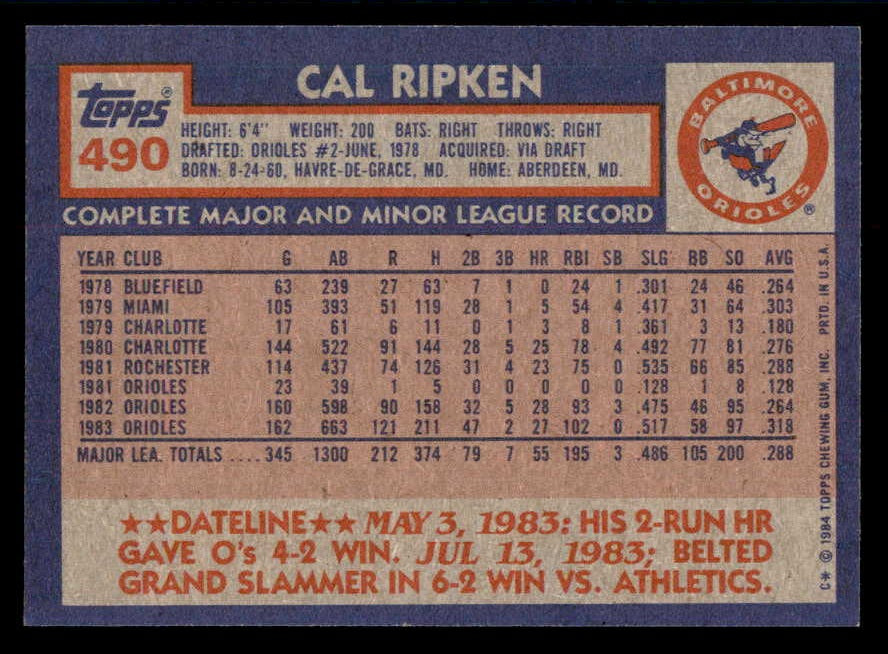 CAL RIPKEN
topps®
490
HEIGHT: 6'4" WEIGHT: 200 BATS: RIGHT THROWS: RIGHT
DRAFTED: ORIOLES #2-JUNE, 1978 ACQUIRED: VIA DRAFT
BORN: 8-24-60, HAVRE-DE-GRACE, MD. HOME: ABERDEEN, MD.
BALTIMORE
ORIOLES ®
COMPLETE MAJOR AND MINOR LEAGUE RECORD
YEAR CLUB G AB R H 2B 3B HR RBI SB SLG BB SO AVG
1978 BLUEFIELD 63 239 27 63 7 1 0 24 1 .301 24 46 .264
1979 MIAMI 105 393 51 119 28 1 5 54 4 .417 31 64 .303
1979 CHARLOTTE 17 61 6 11 0 1 3 8 1 .361 3 13 .180
1980 CHARLOTTE 144 522 91 144 28 5 25 78 4 .492 77 81 .276
1981 ROCHESTER 114 437 74 126 31 4 23 75 0 .535 66 85 .288
1981 ORIOLES 23 39 1 5 0 0 0 0 0 .128 1 8 .128
1982 ORIOLES 160 598 90 158 32 5 28 93 3 .475 46 95 .264
1983 ORIOLES 162 663 121 211 47 2 27 102 0 .517 58 97 .318
MAJOR LEA. TOTALS .... 345 1300 212 374 79 7 55 195 3 .486 105 200 .288
★★DATELINE★★ MAY 3, 1983: HIS 2-RUN HR
GAVE O's 4-2 WIN. JUL 13, 1983; BELTED
GRAND SLAMMER IN 6-2 WIN VS. ATHLETICS.
C* © 1984 TOPPS CHEWING GUM, INC. PRTD. IN U.S.A.